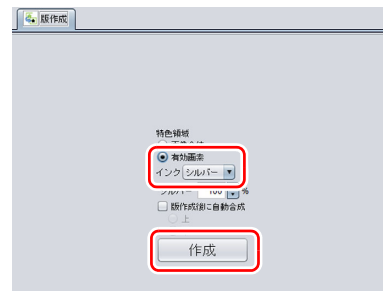 版作成
特色領域
有効画素
インク シルバー
シルバー 100 %
版作成後に自動合成
上
作成